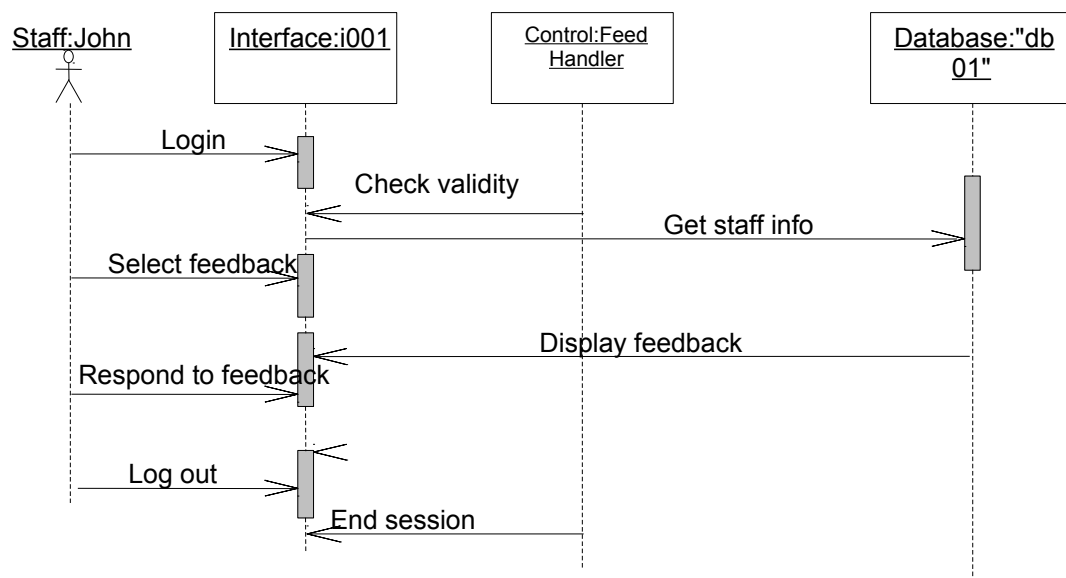 Staff:John
Interface:i001
Control:Feed
Handler
Database:"db
01"
Login
Check validity
Get staff info
Select feedback
Display feedback
Respond to feedback
Log out
End session